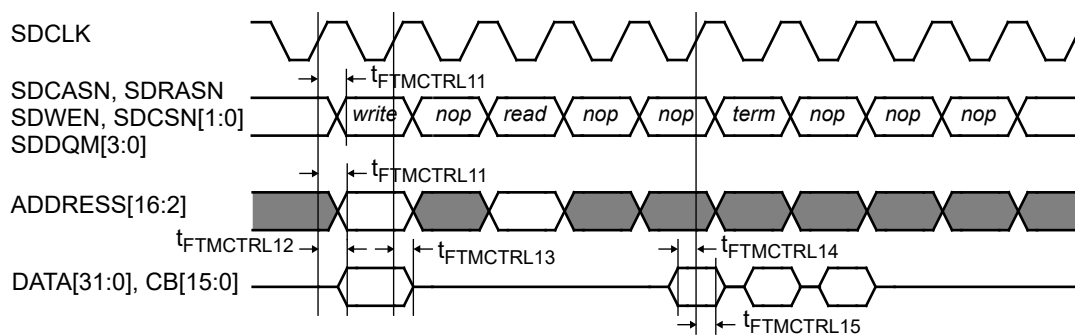 SDCLK
SDCASN, SDRASN
SDWEN, SDCSN[1:0]
SDDQM[3:0]
tFTMCTRL11
write nop read nop nop term nop nop nop
tFTMCTRL11
ADDRESS[16:2]
tFTMCTRL12 tFTMCTRL13 tFTMCTRL14
DATA[31:0], CB[15:0]
tFTMCTRL15